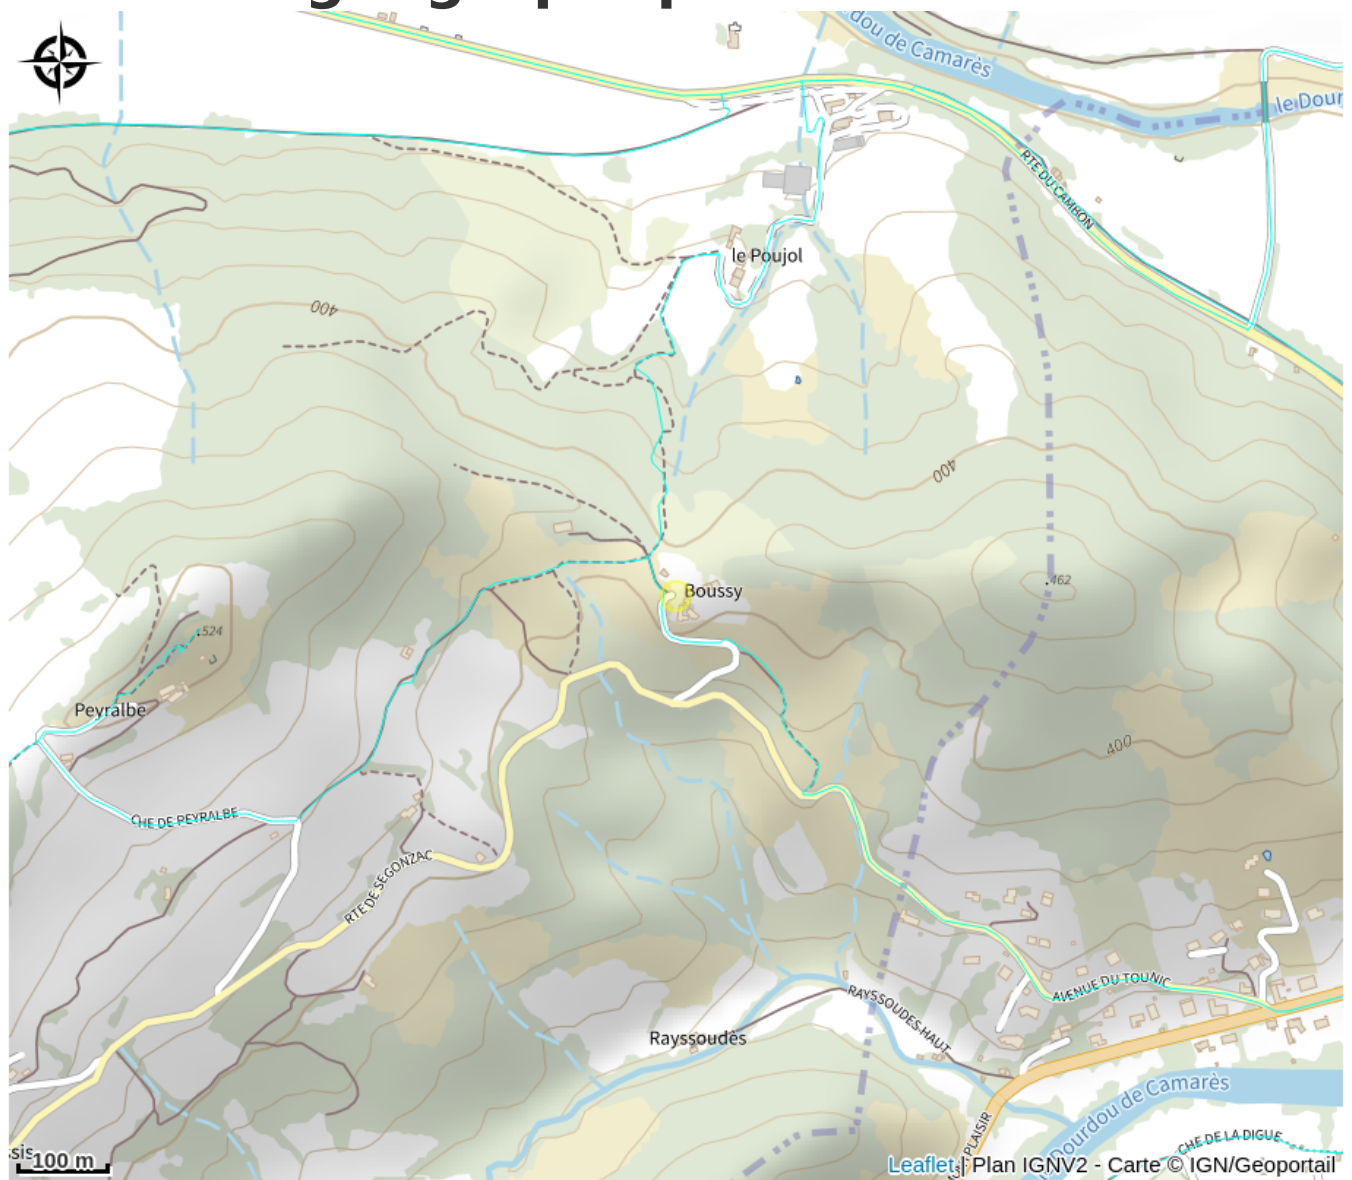 dou de Camarès
le Dour
RTE DU CAMBON
le Poujol
400
400
Boussy
462
524
Peyralbe
400
CHE DE PEYRALBE
RTE DE SEGONZAC
AVENUE DU TOUNIC
RAYSSOUDES HAUT
Rayssoudès
Dourdou de Camarès
PLAISIR
CHE DE LA DIGUE
sis
100 m
Leaflet | Plan IGNV2 - Carte © IGN/Geoportail